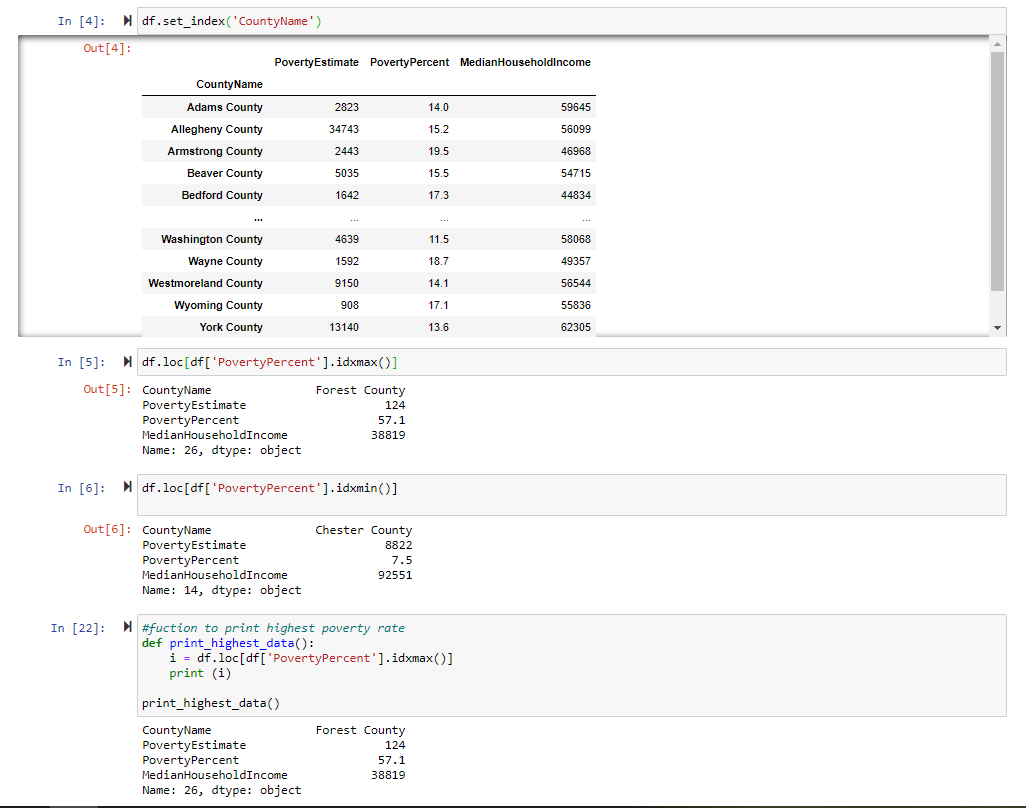 In [4]: df.set_index('CountyName')
Out[4]:
PovertyEstimate PovertyPercent MedianHouseholdIncome
CountyName
Adams County 2823 14.0 59645
Allegheny County 34743 15.2 56099
Armstrong County 2443 19.5 46968
Beaver County 5035 15.5 54715
Bedford County 1642 17.3 44834
... ... ... ...
Washington County 4639 11.5 58068
Wayne County 1592 18.7 49357
Westmoreland County 9150 14.1 56544
Wyoming County 908 17.1 55836
York County 13140 13.6 62305
In [5]: df.loc[df['PovertyPercent'].idxmax()]
Out[5]: CountyName Forest County
PovertyEstimate 124
PovertyPercent 57.1
MedianHouseholdIncome 38819
Name: 26, dtype: object
In [6]: df.loc[df['PovertyPercent'].idxmin()]
Out[6]: CountyName Chester County
PovertyEstimate 8822
PovertyPercent 7.5
MedianHouseholdIncome 92551
Name: 14, dtype: object
In [22]: #fuction to print highest poverty rate
def print_highest_data():
i = df.loc[df['PovertyPercent'].idxmax()]
print (i)
print_highest_data()
CountyName Forest County
PovertyEstimate 124
PovertyPercent 57.1
MedianHouseholdIncome 38819
Name: 26, dtype: object